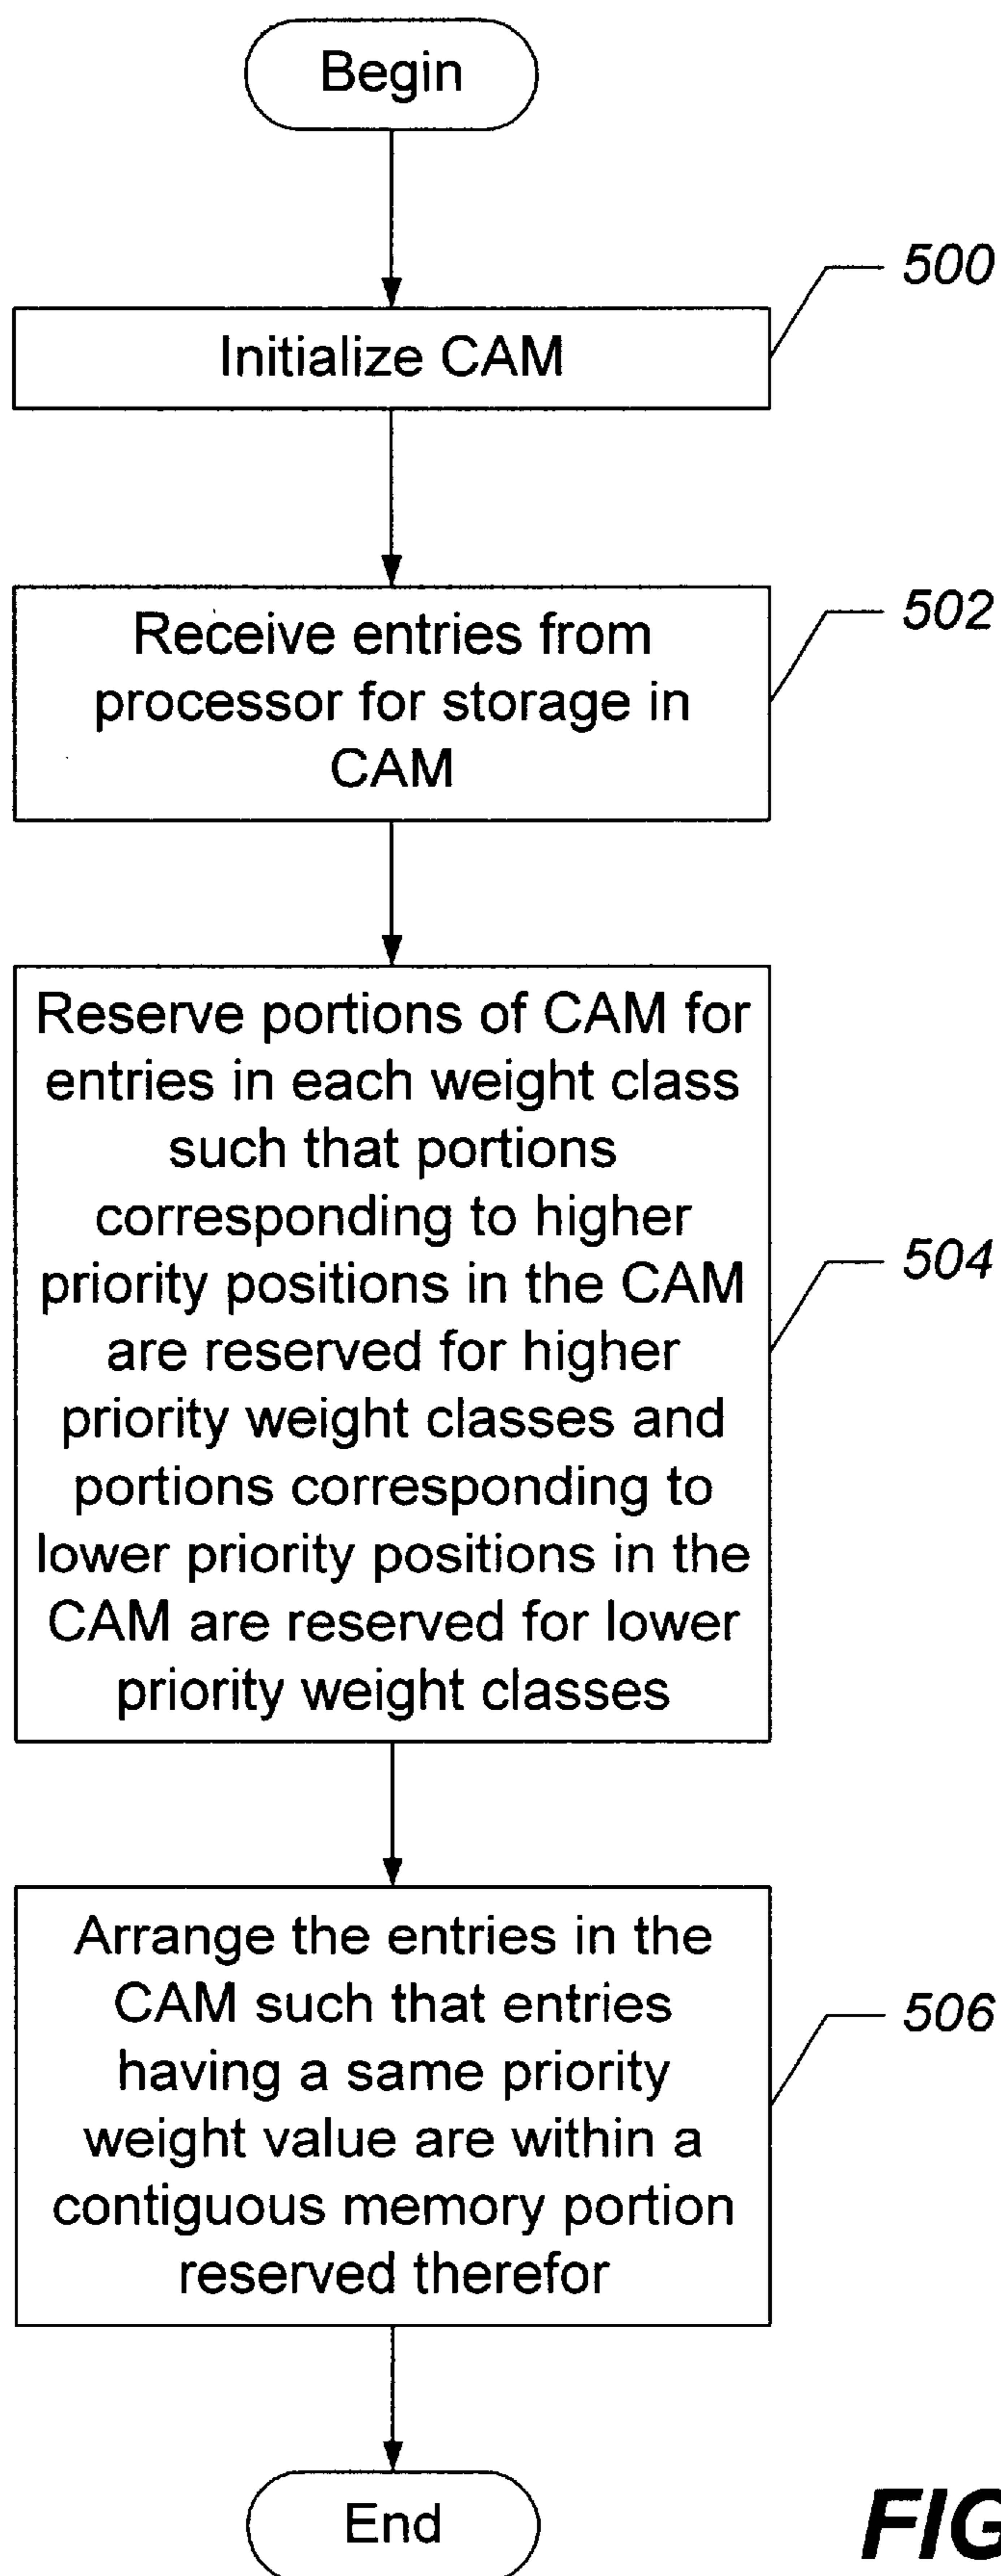 Begin
500
Initialize CAM
502
Receive entries from
processor for storage in
CAM
Reserve portions of CAM for
entries in each weight class
such that portions
corresponding to higher
priority positions in the CAM
are reserved for higher
priority weight classes and
portions corresponding to
lower priority positions in the
CAM are reserved for lower
priority weight classes
504
Arrange the entries in the
CAM such that entries
having a same priority
weight value are within a
contiguous memory portion
reserved therefor
506
End
FIG